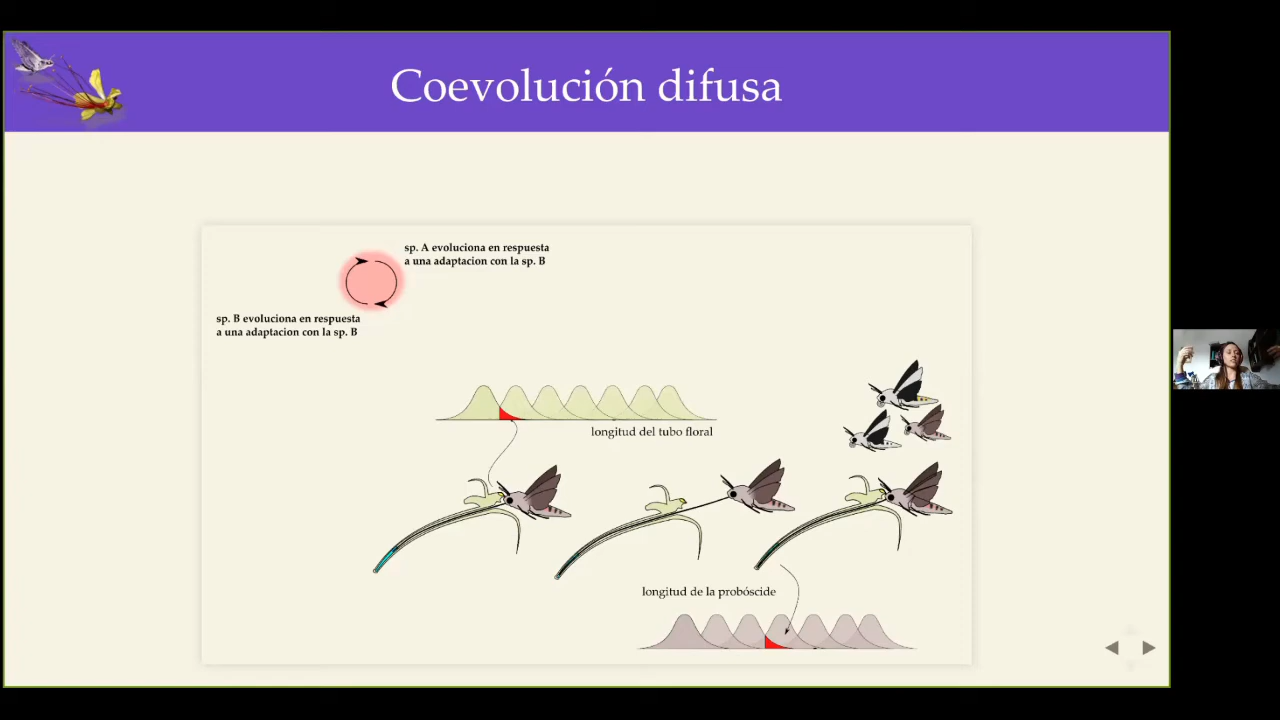 Coevolución difusa
sp. A evoluciona en respuesta
a una adaptacion con la sp. B
sp. B evoluciona en respuesta
a una adaptacion con la sp. B
longitud del tubo floral
longitud de la probóscide